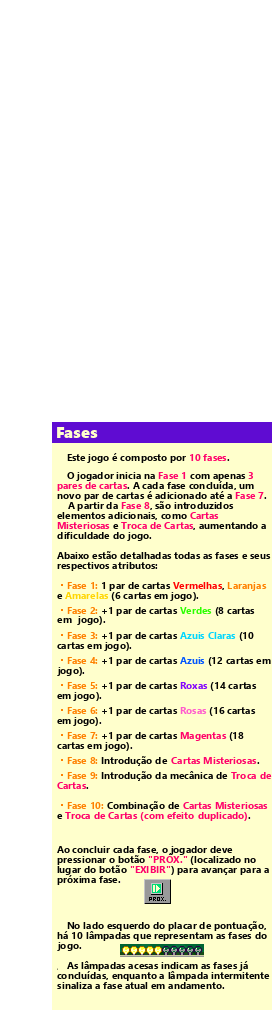 Fases
Este jogo é composto por 10 fases.
O jogador inicia na Fase 1 com apenas 3
pares de cartas. A cada fase concluída, um
novo par de cartas é adicionado até a Fase 7.
A partir da Fase 8, são introduzidos
elementos adicionais, como Cartas
Misteriosas e Troca de Cartas, aumentando a
dificuldade do jogo.
Abaixo estão detalhadas todas as fases e seus
respectivos atributos:
· Fase 1: 1 par de cartas Vermelhas, Laranjas
e Amarelas (6 cartas em jogo).
· Fase 2: +1 par de cartas Verdes (8 cartas
em jogo).
· Fase 3: +1 par de cartas Azuis Claras (10
cartas em jogo).
· Fase 4: +1 par de cartas Azuis (12 cartas em
jogo).
· Fase 5: +1 par de cartas Roxas (14 cartas
em jogo).
· Fase 6: +1 par de cartas Rosas (16 cartas
em jogo).
· Fase 7: +1 par de cartas Magentas (18
cartas em jogo).
· Fase 8: Introdução de Cartas Misteriosas.
· Fase 9: Introdução da mecânica de Troca de
Cartas.
· Fase 10: Combinação de Cartas Misteriosas
e Troca de Cartas (com efeito duplicado).
Ao concluir cada fase, o jogador deve
pressionar o botão "PROX." (localizado no
lugar do botão "EXIBIR") para avançar para a
próxima fase.
PROX.
No lado esquerdo do placar de pontuação,
há 10 lâmpadas que representam as fases do
jogo.
. As lâmpadas acesas indicam as fases já
concluídas, enquanto a lâmpada intermitente
sinaliza a fase atual em andamento.